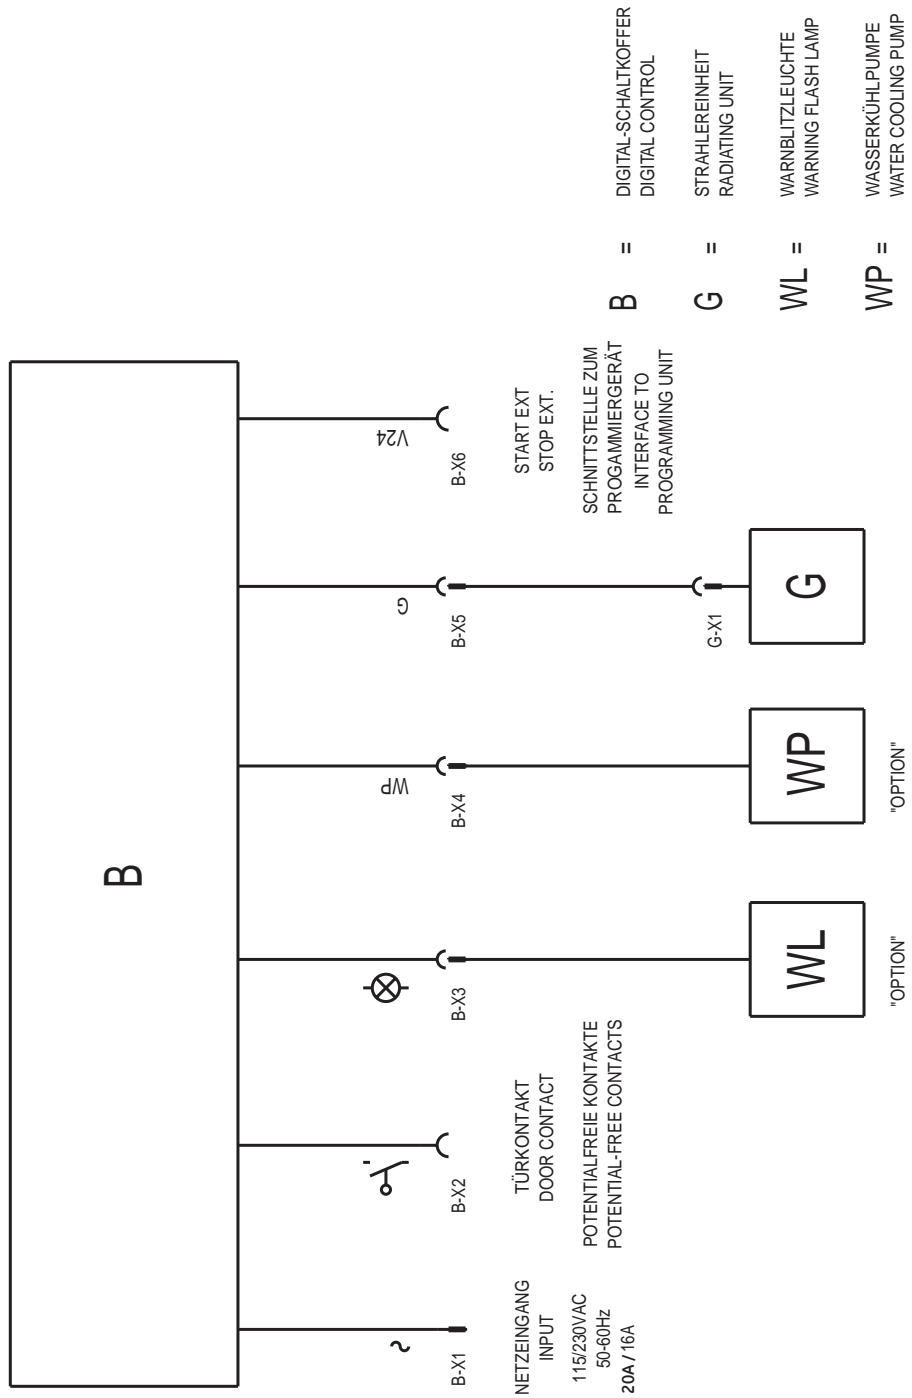 B
~
B-X1
NETZEINGANG
INPUT
115/230VAC
50-60Hz
20A / 16A
B-X2
TÜRKONTAKT
DOOR CONTACT
POTENTIALFREIE KONTAKTE
POTENTIAL-FREE CONTACTS
B-X3
WL
"OPTION"
WP
B-X4
WP
"OPTION"
G
B-X5
G-X1
G
V24
B-X6
START EXT
STOP EXT.
SCHNITTSTELLE ZUM
PROGAMMIERGERÄT
INTERFACE TO
PROGRAMMING UNIT
B = DIGITAL-SCHALTKOFFER
DIGITAL CONTROL
G = STRAHLEREINHEIT
RADIATING UNIT
WL = WARNBLITZLEUCHTE
WARNING FLASH LAMP
WP = WASSERKÜHLPUMPE
WATER COOLING PUMP